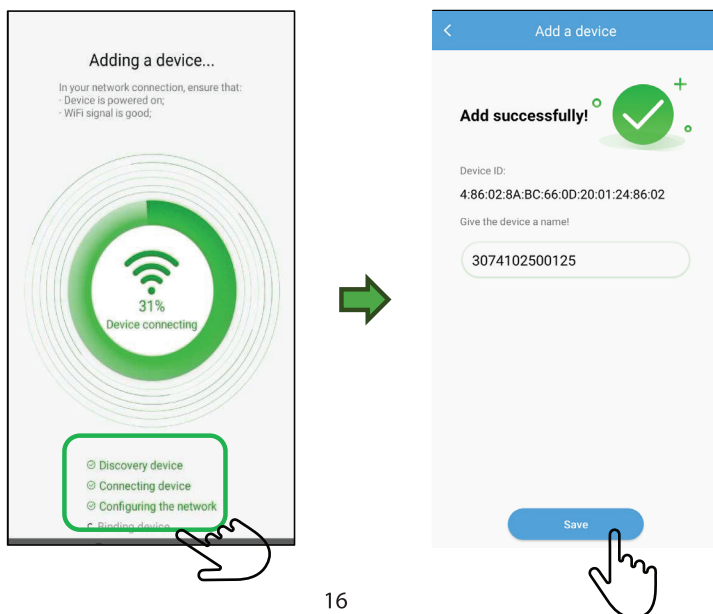 Adding a device...
In your network connection, ensure that:
· Device is powered on;
· WiFi signal is good;
31%
Device connecting
Discovery device
Connecting device
Configuring the network
Binding device
Add a device
Add successfully!
Device ID:
4:86:02:8A:BC:66:0D:20:01:24:86:02
Give the device a name!
3074102500125
Save
16